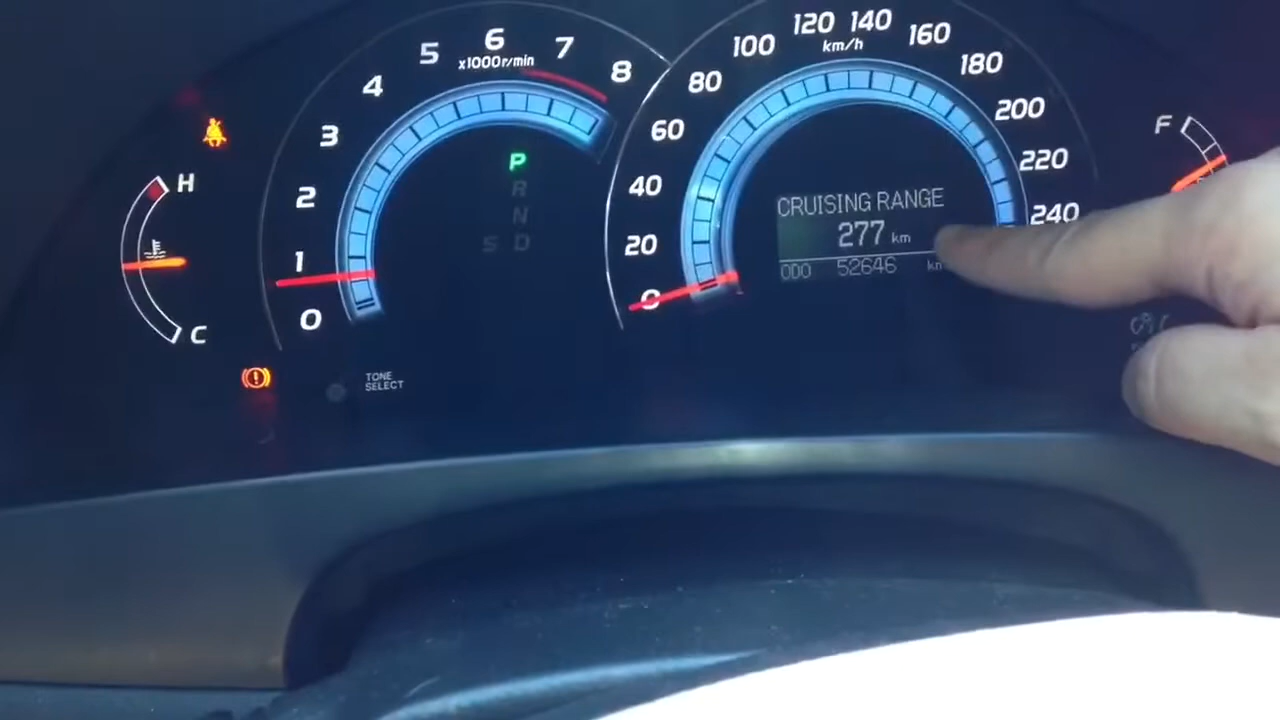 8
7
6
5
4
3
2
1
0
x1000r/min
H
C
P
R
N
S D
TONE
SELECT
0
20
40
60
80
100
120
140
160
180
200
220
240
km/h
CRUISING RANGE
277 km
ODO 52646
F